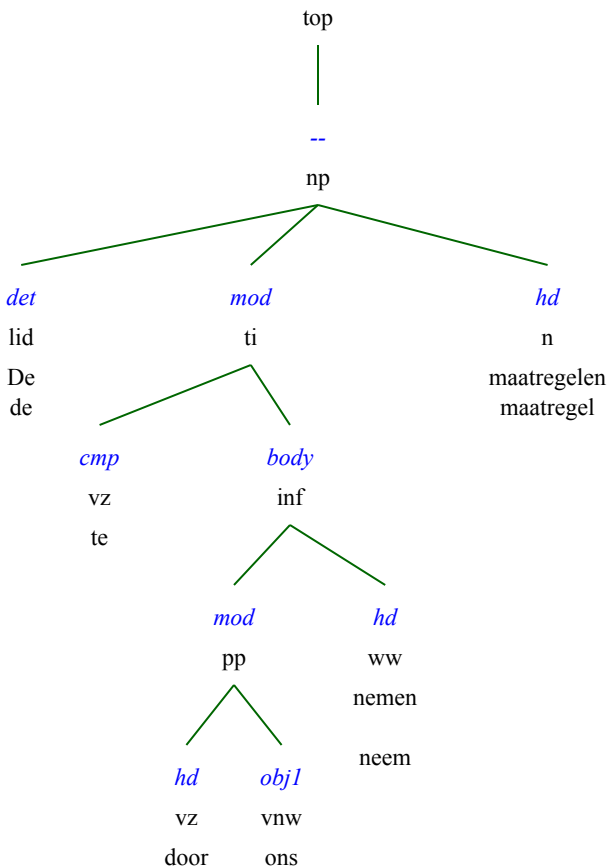 top
--
np
det mod hd
lid ti n
De maatregelen
de maatregel
cmp body
vz inf
te
mod hd
pp ww
nemen
neem
hd obj1
vz vnw
door ons